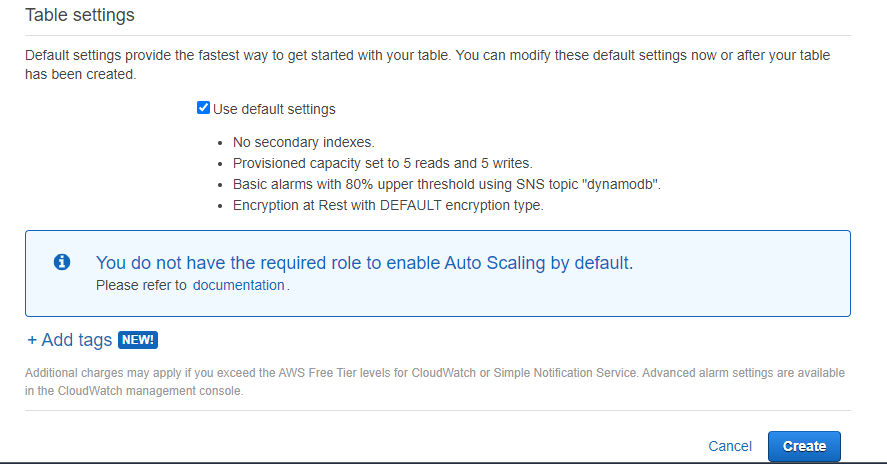 Table settings
Default settings provide the fastest way to get started with your table. You can modify these default settings now or after your table
has been created.
Use default settings
No secondary indexes.
Provisioned capacity set to 5 reads and 5 writes.
Basic alarms with 80% upper threshold using SNS topic "dynamodb".
Encryption at Rest with DEFAULT encryption type.
You do not have the required role to enable Auto Scaling by default.
Please refer to documentation.
+ Add tags NEW!
Additional charges may apply if you exceed the AWS Free Tier levels for CloudWatch or Simple Notification Service. Advanced alarm settings are available
in the CloudWatch management console.
Cancel Create